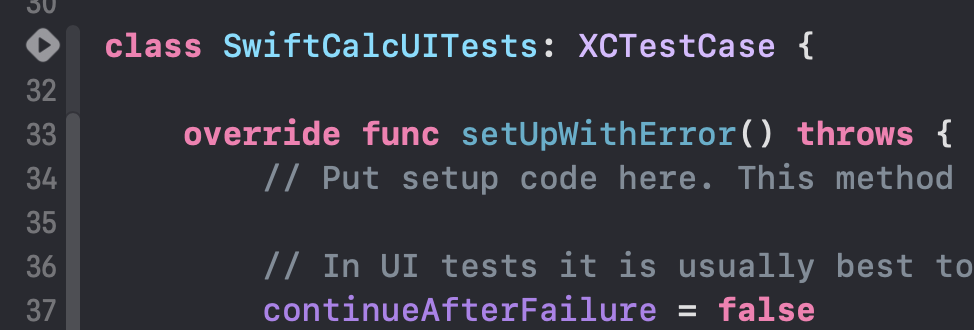 30
class SwiftCalcUITests: XCTestCase {
32
33 override func setUpWithError() throws {
34 // Put setup code here. This method
35
36 // In UI tests it is usually best to
37 continueAfterFailure = false